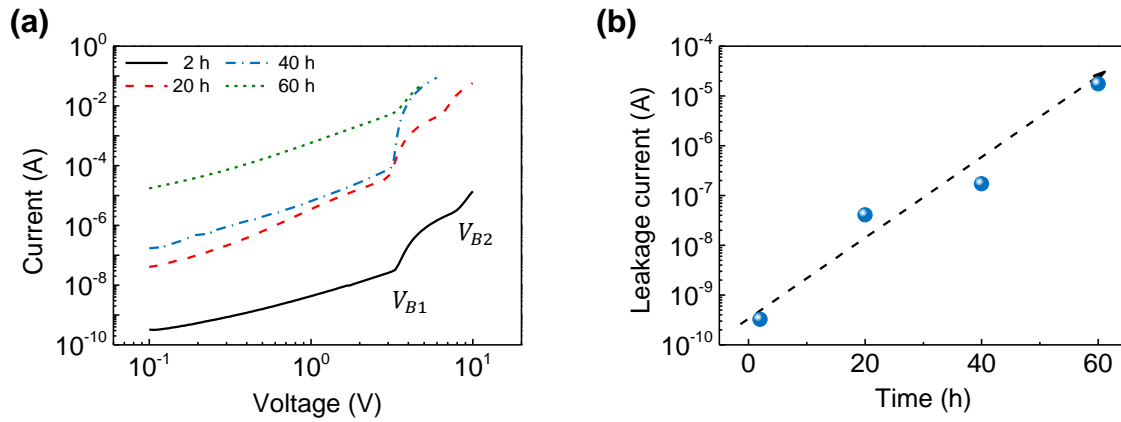 (a)
10^0
10^-2
10^-4
10^-6
10^-8
10^-10
Current (A)
2 h
40 h
20 h
60 h
V_B1
V_B2
10^-1
10^0
10^1
Voltage (V)
(b)
10^-4
10^-5
10^-6
10^-7
10^-8
10^-9
10^-10
Leakage current (A)
0
20
40
60
Time (h)